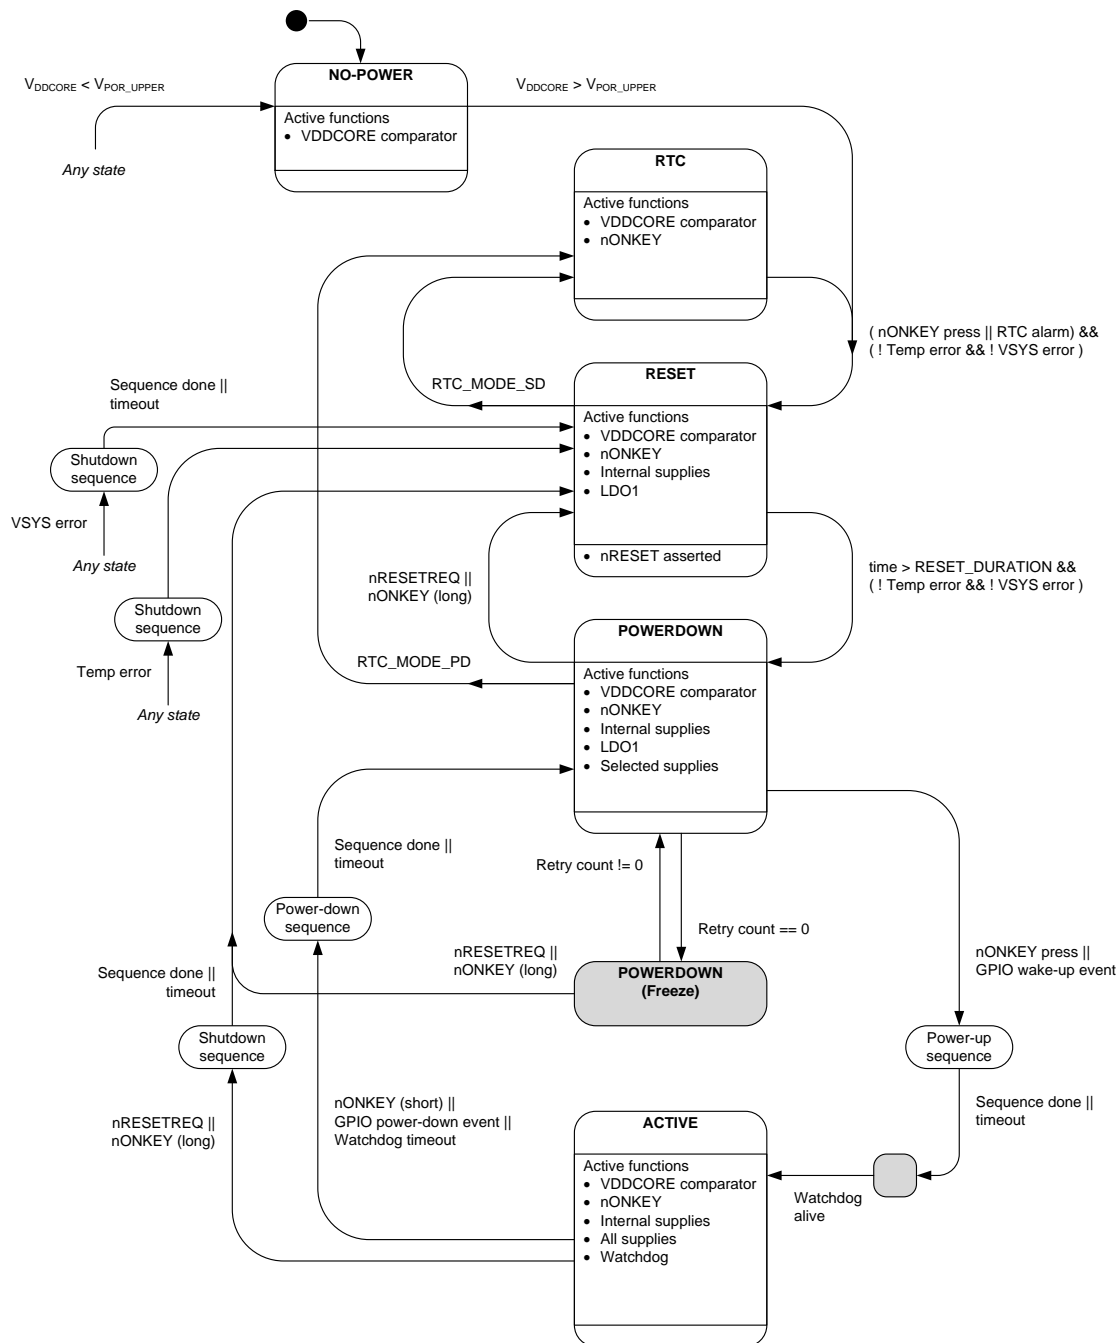 NO-POWER
VDDCORE < VPOR_UPPER
VDDCORE > VPOR_UPPER
Active functions
• VDDCORE comparator
Any state
RTC
Active functions
• VDDCORE comparator
• nONKEY
( nONKEY press || RTC alarm) &&
( ! Temp error && ! VSYS error )
RESET
RTC_MODE_SD
Sequence done ||
timeout
Active functions
• VDDCORE comparator
• nONKEY
• Internal supplies
• LDO1
• nRESET asserted
Shutdown
sequence
VSYS error
Any state
nRESETREQ ||
nONKEY (long)
time > RESET_DURATION &&
( ! Temp error && ! VSYS error )
Shutdown
sequence
Temp error
Any state
POWERDOWN
RTC_MODE_PD
Active functions
• VDDCORE comparator
• nONKEY
• Internal supplies
• LDO1
• Selected supplies
Sequence done ||
timeout
Retry count != 0
Power-down
sequence
Retry count == 0
nRESETREQ ||
nONKEY (long)
nONKEY press ||
GPIO wake-up event
Sequence done ||
timeout
POWERDOWN
(Freeze)
Shutdown
sequence
Power-up
sequence
nRESETREQ ||
nONKEY (long)
nONKEY (short) ||
GPIO power-down event ||
Watchdog timeout
Sequence done ||
timeout
ACTIVE
Active functions
• VDDCORE comparator
• nONKEY
• Internal supplies
• All supplies
• Watchdog
Watchdog
alive